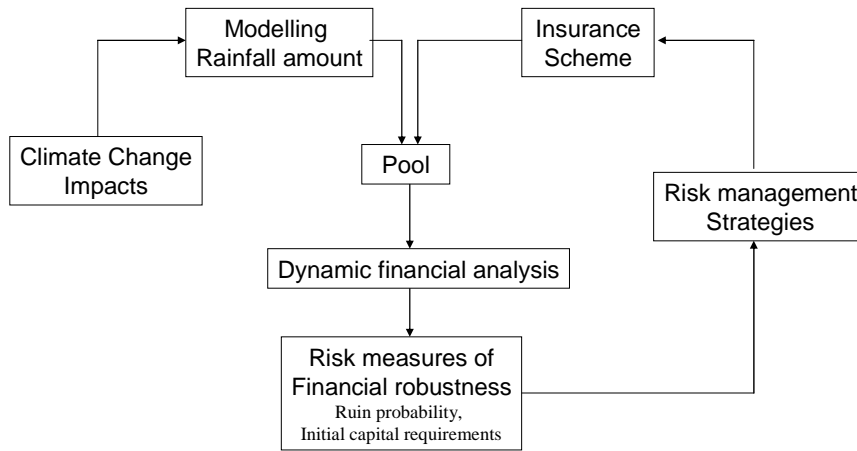 Modelling
Rainfall amount
Insurance
Scheme
Climate Change
Impacts
Pool
Risk management
Strategies
Dynamic financial analysis
Risk measures of
Financial robustness
Ruin probability,
Initial capital requirements